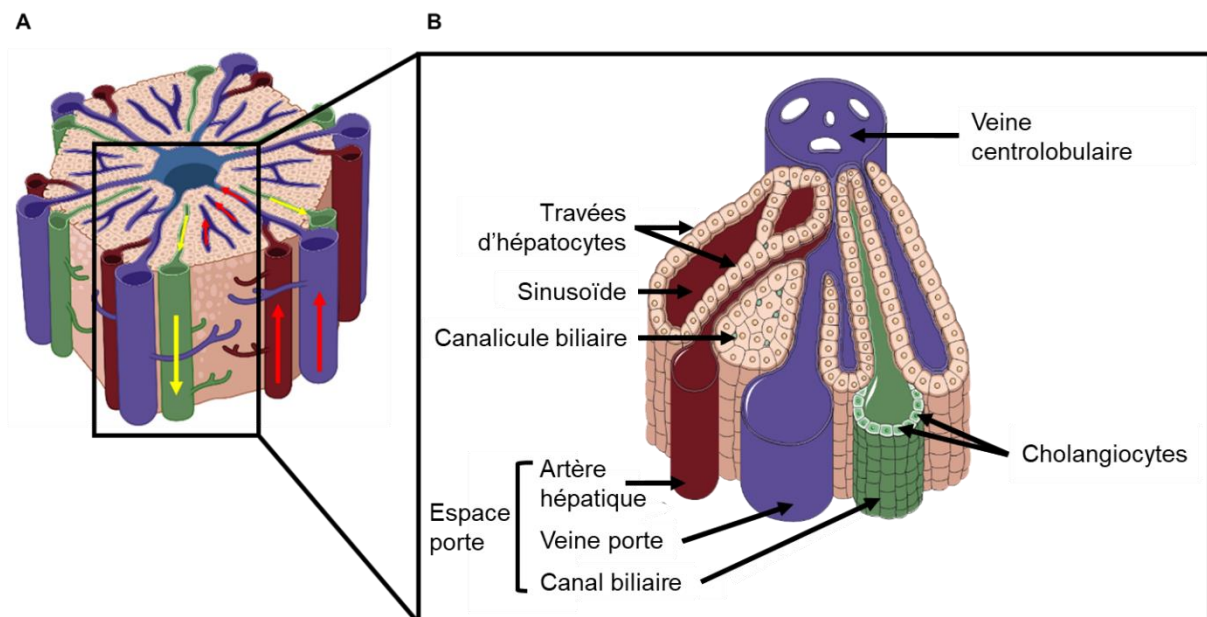 A
B
Veine
centrolobulaire
Travées
d’hépatocytes
Sinusoïde
Canalicule biliaire
Cholangiocytes
Espace
porte
Artère
hépatique
Veine porte
Canal biliaire